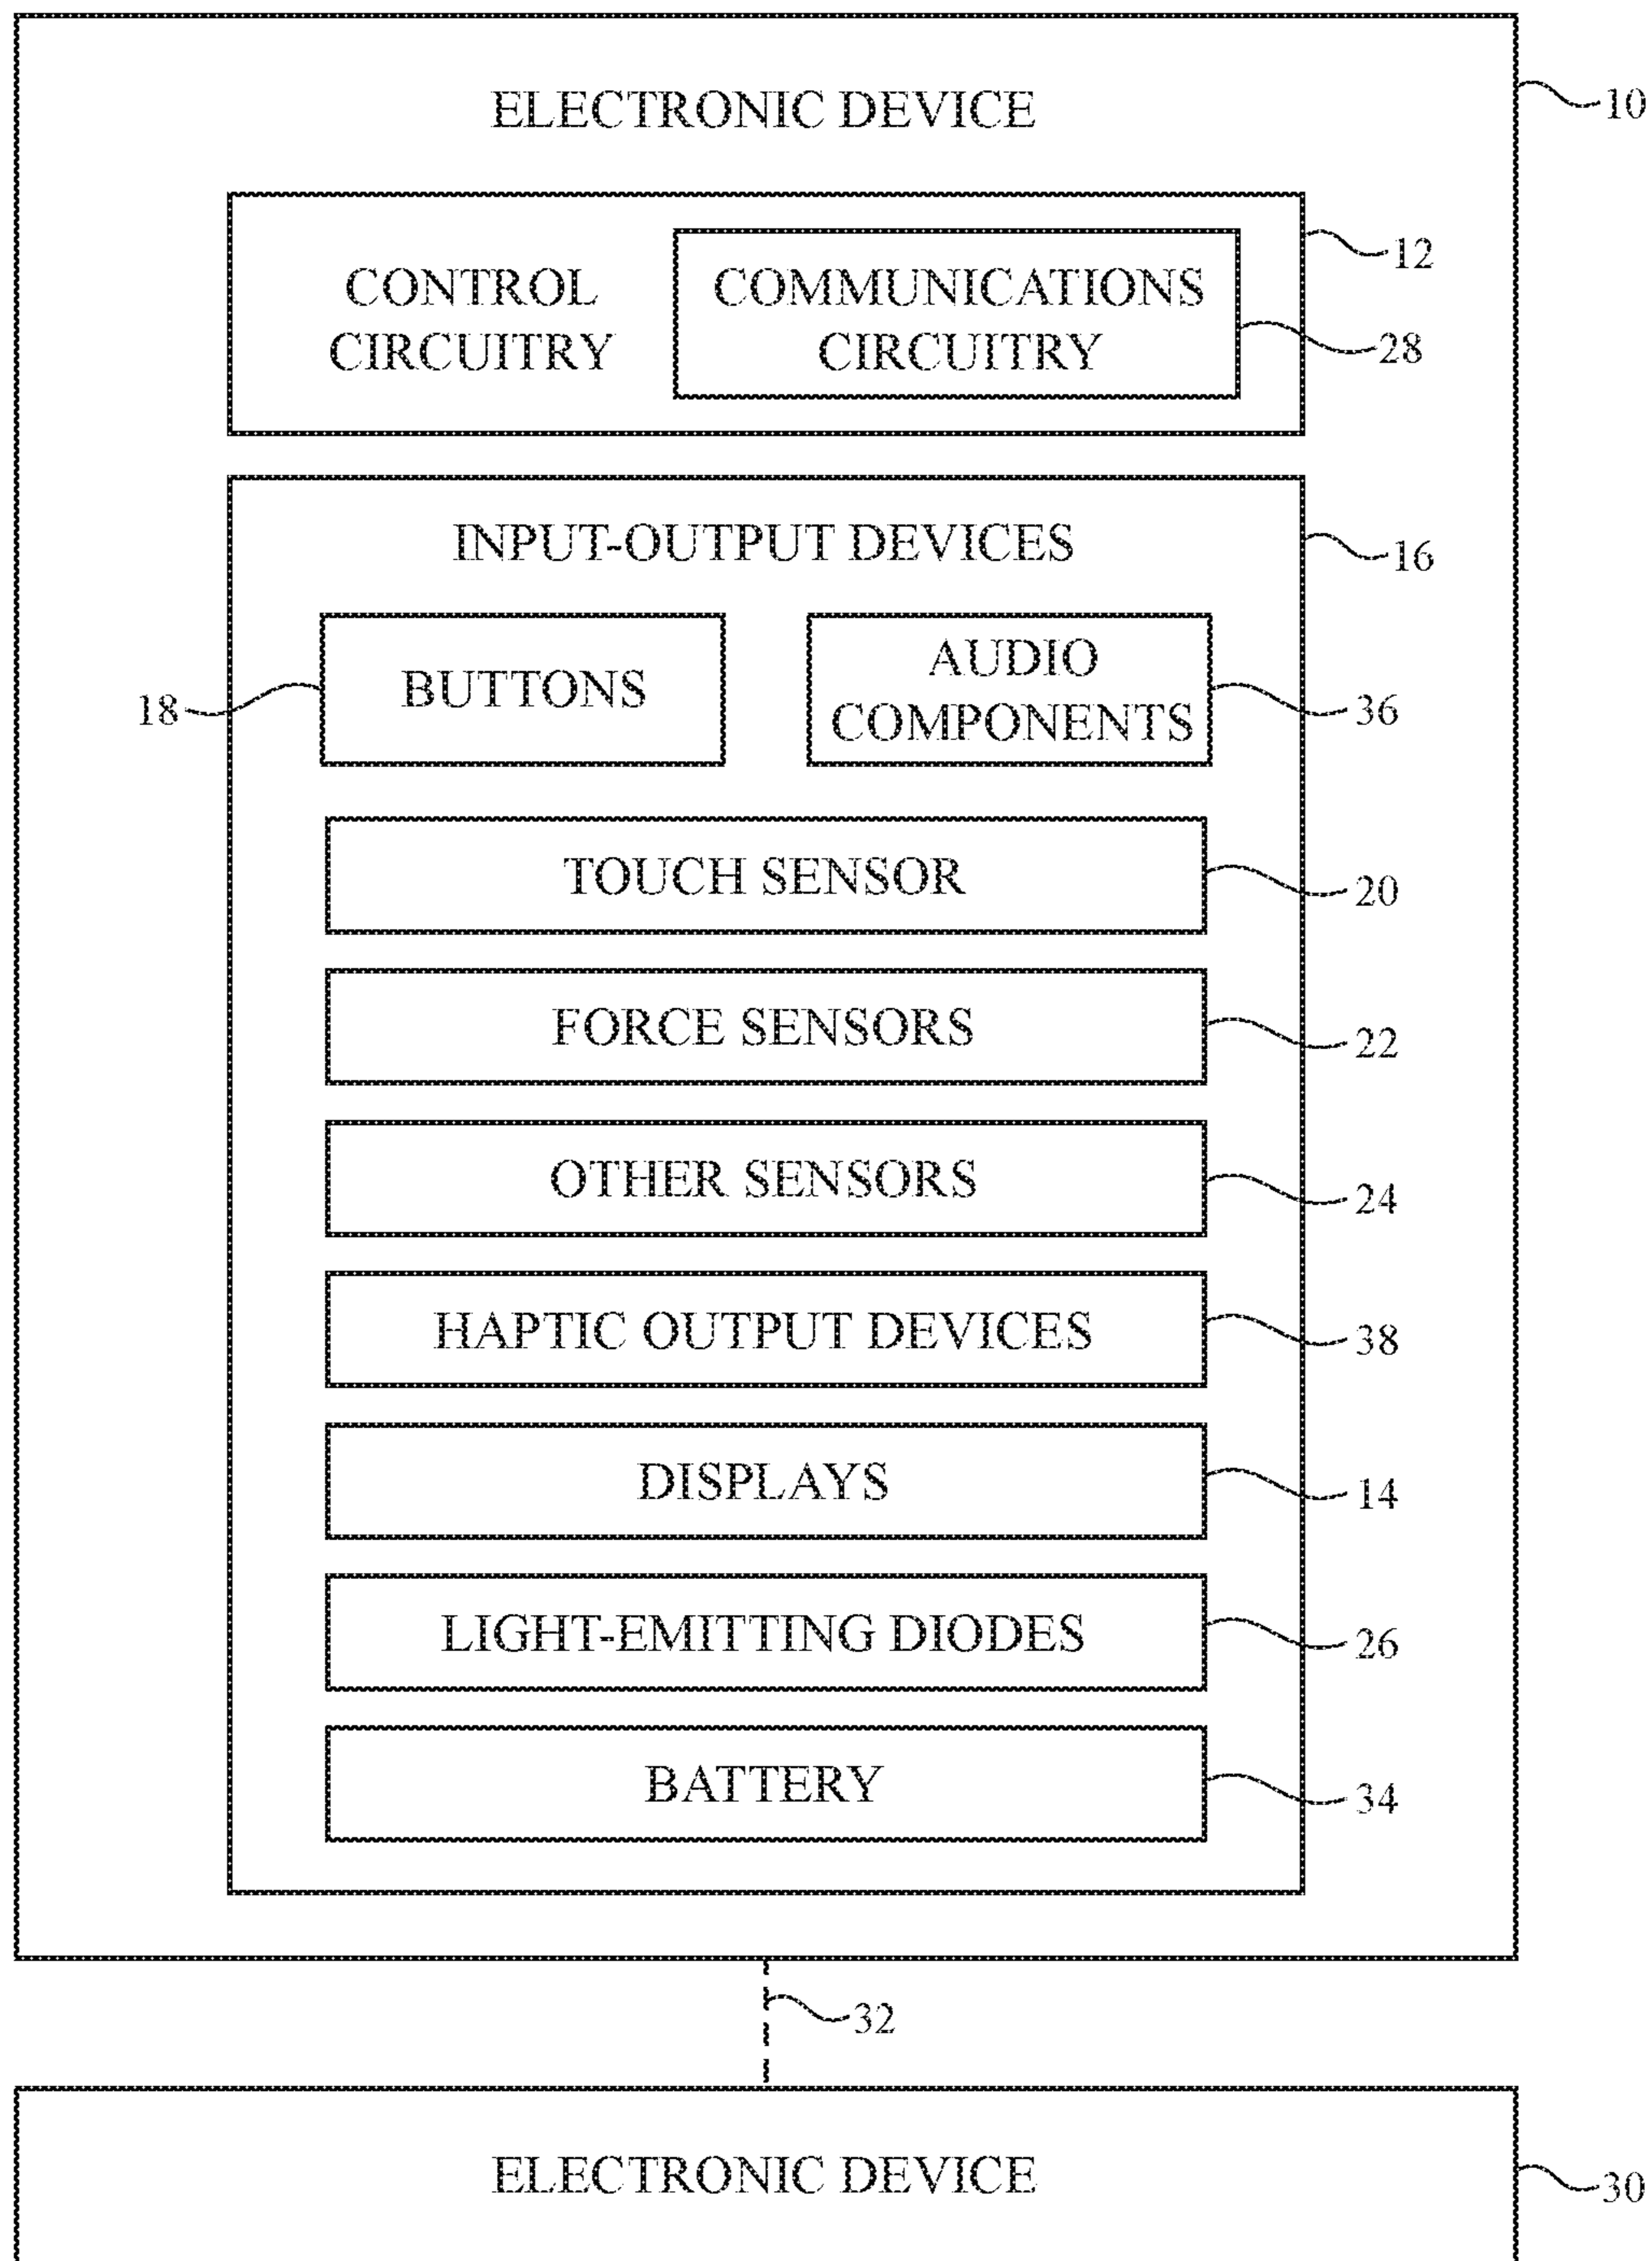 ELECTRONIC DEVICE
10
CONTROL
CIRCUITRY
COMMUNICATIONS
CIRCUITRY
12
28
INPUT-OUTPUT DEVICES
16
BUTTONS
18
AUDIO
COMPONENTS
36
TOUCH SENSOR
20
FORCE SENSORS
22
OTHER SENSORS
24
HAPTIC OUTPUT DEVICES
38
DISPLAYS
14
LIGHT-EMITTING DIODES
26
BATTERY
34
32
ELECTRONIC DEVICE
30